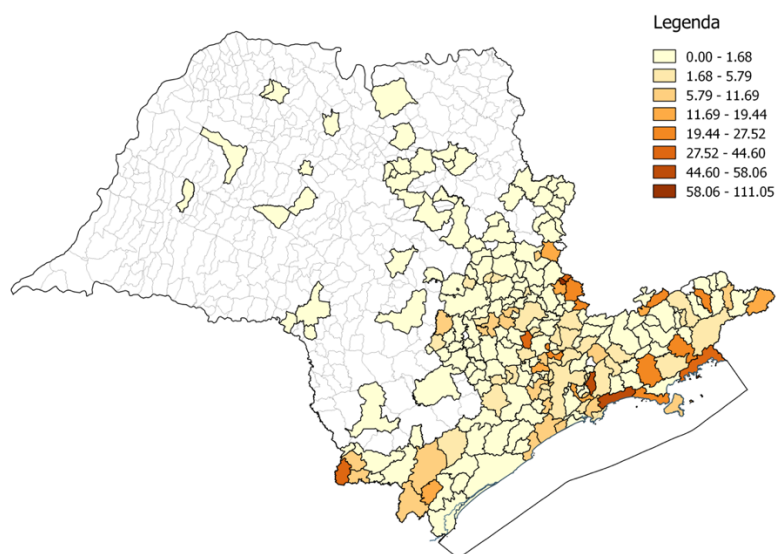 Legenda
0.00 - 1.68
1.68 - 5.79
5.79 - 11.69
11.69 - 19.44
19.44 - 27.52
27.52 - 44.60
44.60 - 58.06
58.06 - 111.05